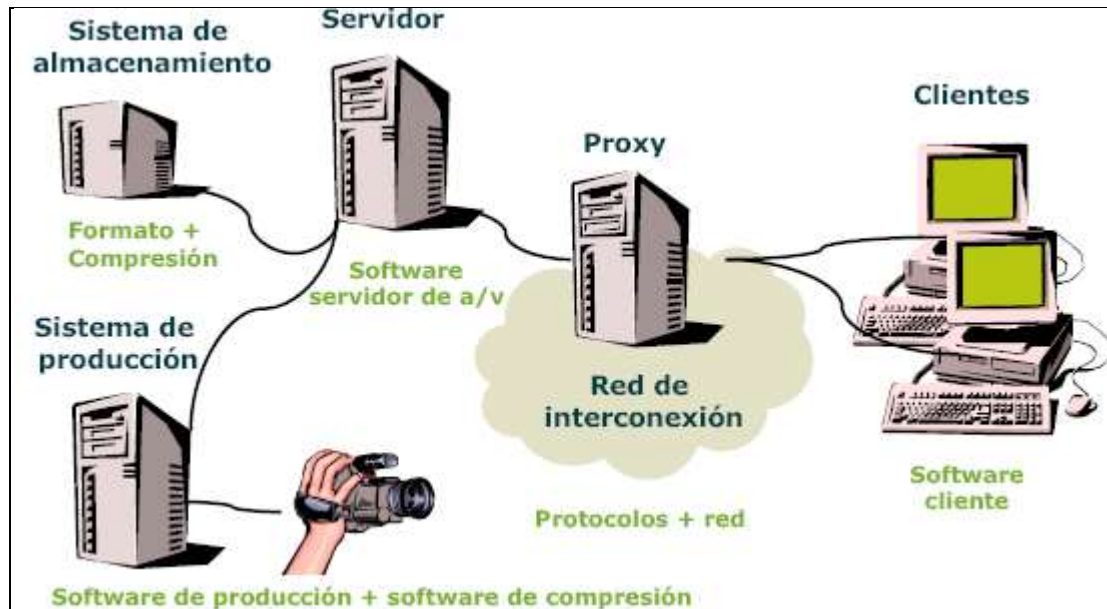 Servidor
Sistema de
almacenamiento
Clientes
Proxy
Formato +
Compresión
Software
servidor de a/v
Sistema de
producción
Red de
interconexión
Software
cliente
Protocolos + red
Software de producción + software de compresión